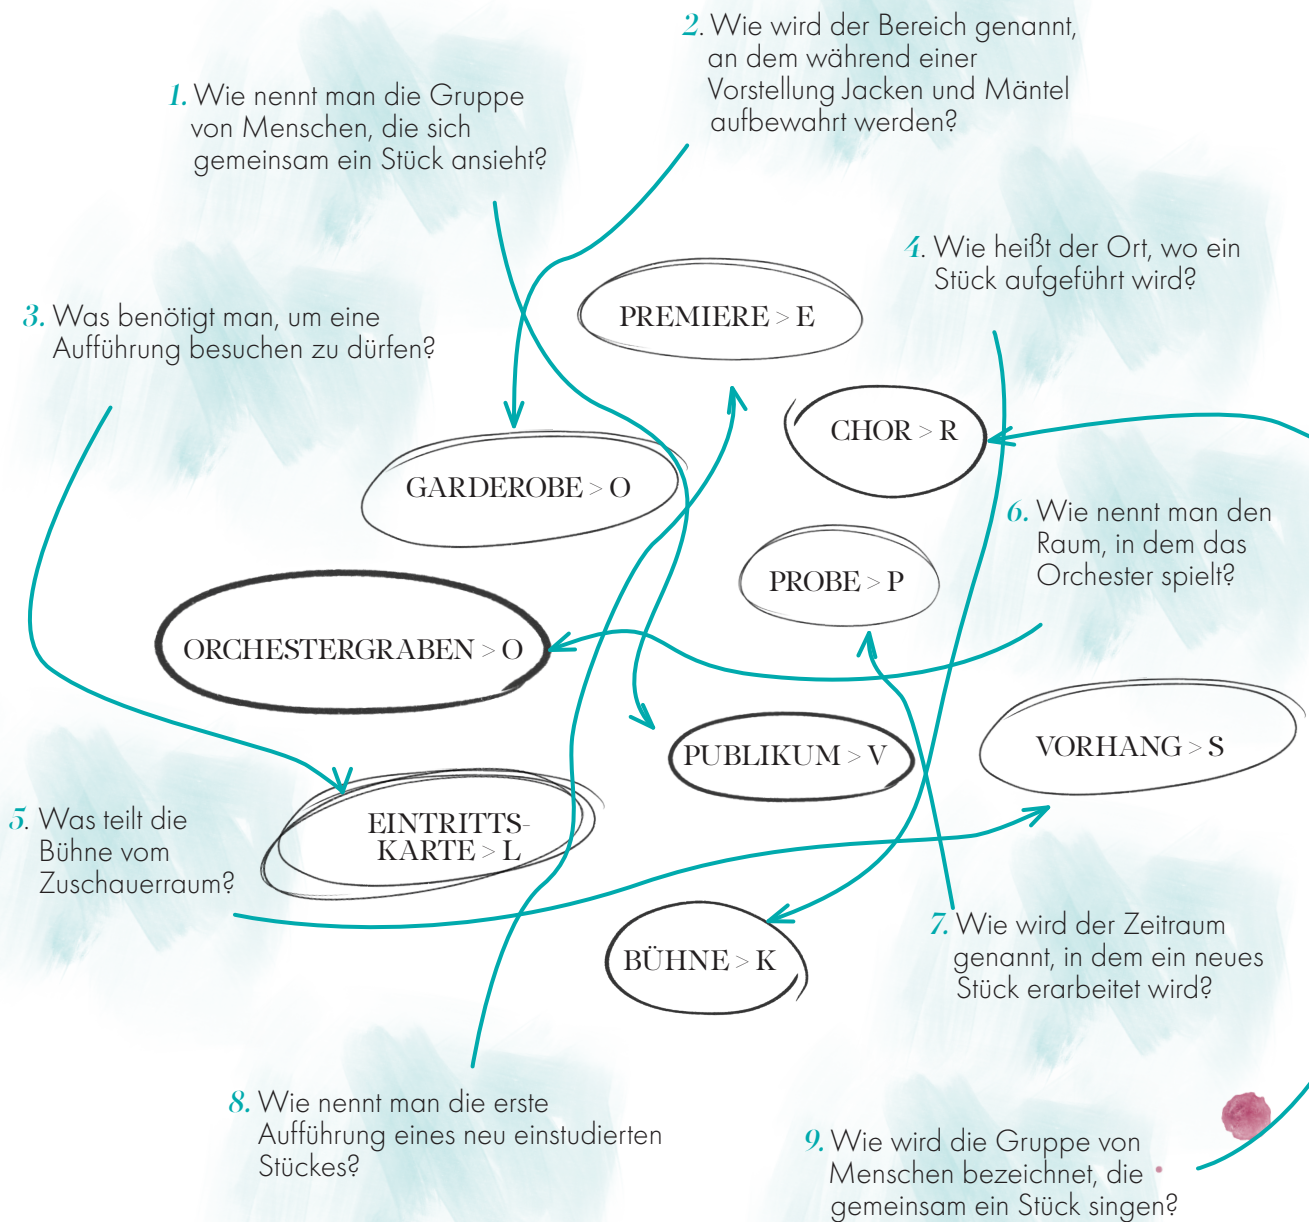 1. Wie nennt man die Gruppe
von Menschen, die sich
gemeinsam ein Stück ansieht?
2. Wie wird der Bereich genannt,
an dem während einer
Vorstellung Jacken und Mäntel
aufbewahrt werden?
3. Was benötigt man, um eine
Aufführung besuchen zu dürfen?
4. Wie heißt der Ort, wo ein
Stück aufgeführt wird?
PREMIERE > E
CHOR > R
GARDEROBE > O
6. Wie nennt man den
Raum, in dem das
Orchester spielt?
PROBE > P
ORCHESTERGRABEN > O
PUBLIKUM > V
VORHANG > S
5. Was teilt die
Bühne vom
Zuschauerraum?
EINTRITTS-
KARTE > L
BÜHNE > K
7. Wie wird der Zeitraum
genannt, in dem ein neues
Stück erarbeitet wird?
8. Wie nennt man die erste
Aufführung eines neu einstudierten
Stückes?
9. Wie wird die Gruppe von
Menschen bezeichnet, die
gemeinsam ein Stück singen?